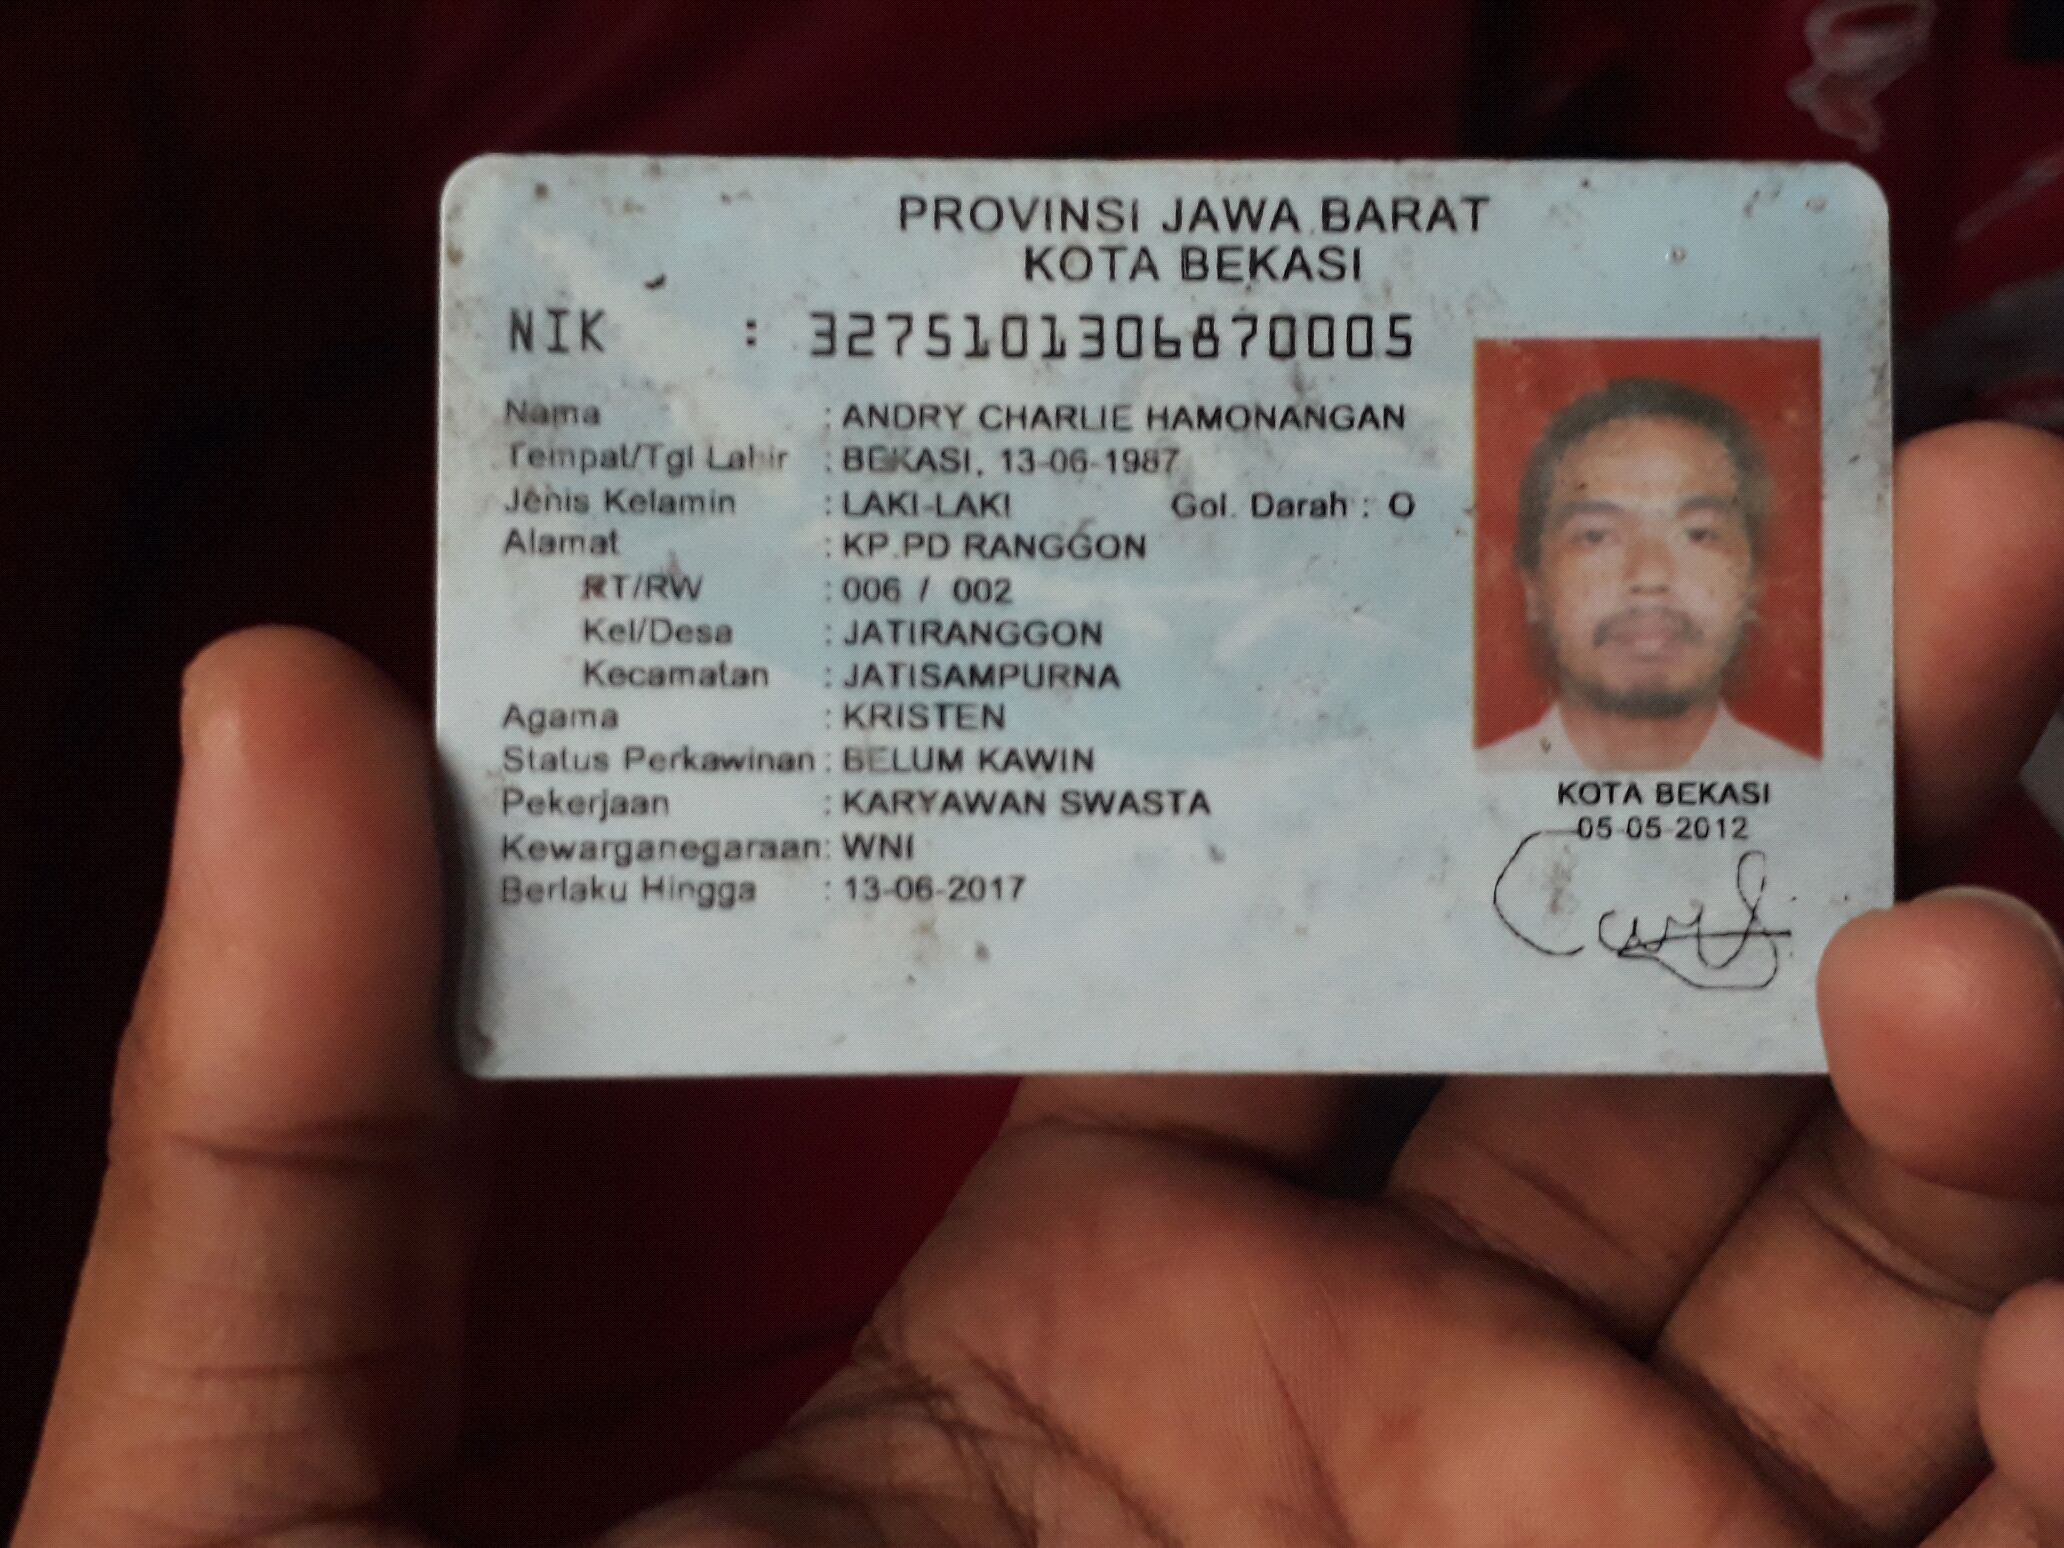 PROVINSI JAWA BARAT
KOTA BEKASI
NIK : 3275101306870005
Nama : ANDRY CHARLIE HAMONANGAN
Tempat/Tgl Lahir : BEKASI, 13-06-1987
Jenis Kelamin : LAKI-LAKI Gol. Darah : O
Alamat : KP.PD RANGGON
RT/RW : 006 / 002
Kel/Desa : JATIRANGGON
Kecamatan : JATISAMPURNA
Agama : KRISTEN
Status Perkawinan : BELUM KAWIN
Pekerjaan : KARYAWAN SWASTA
Kewarganegaraan : WNI
Berlaku Hingga : 13-06-2017
KOTA BEKASI
05-05-2012